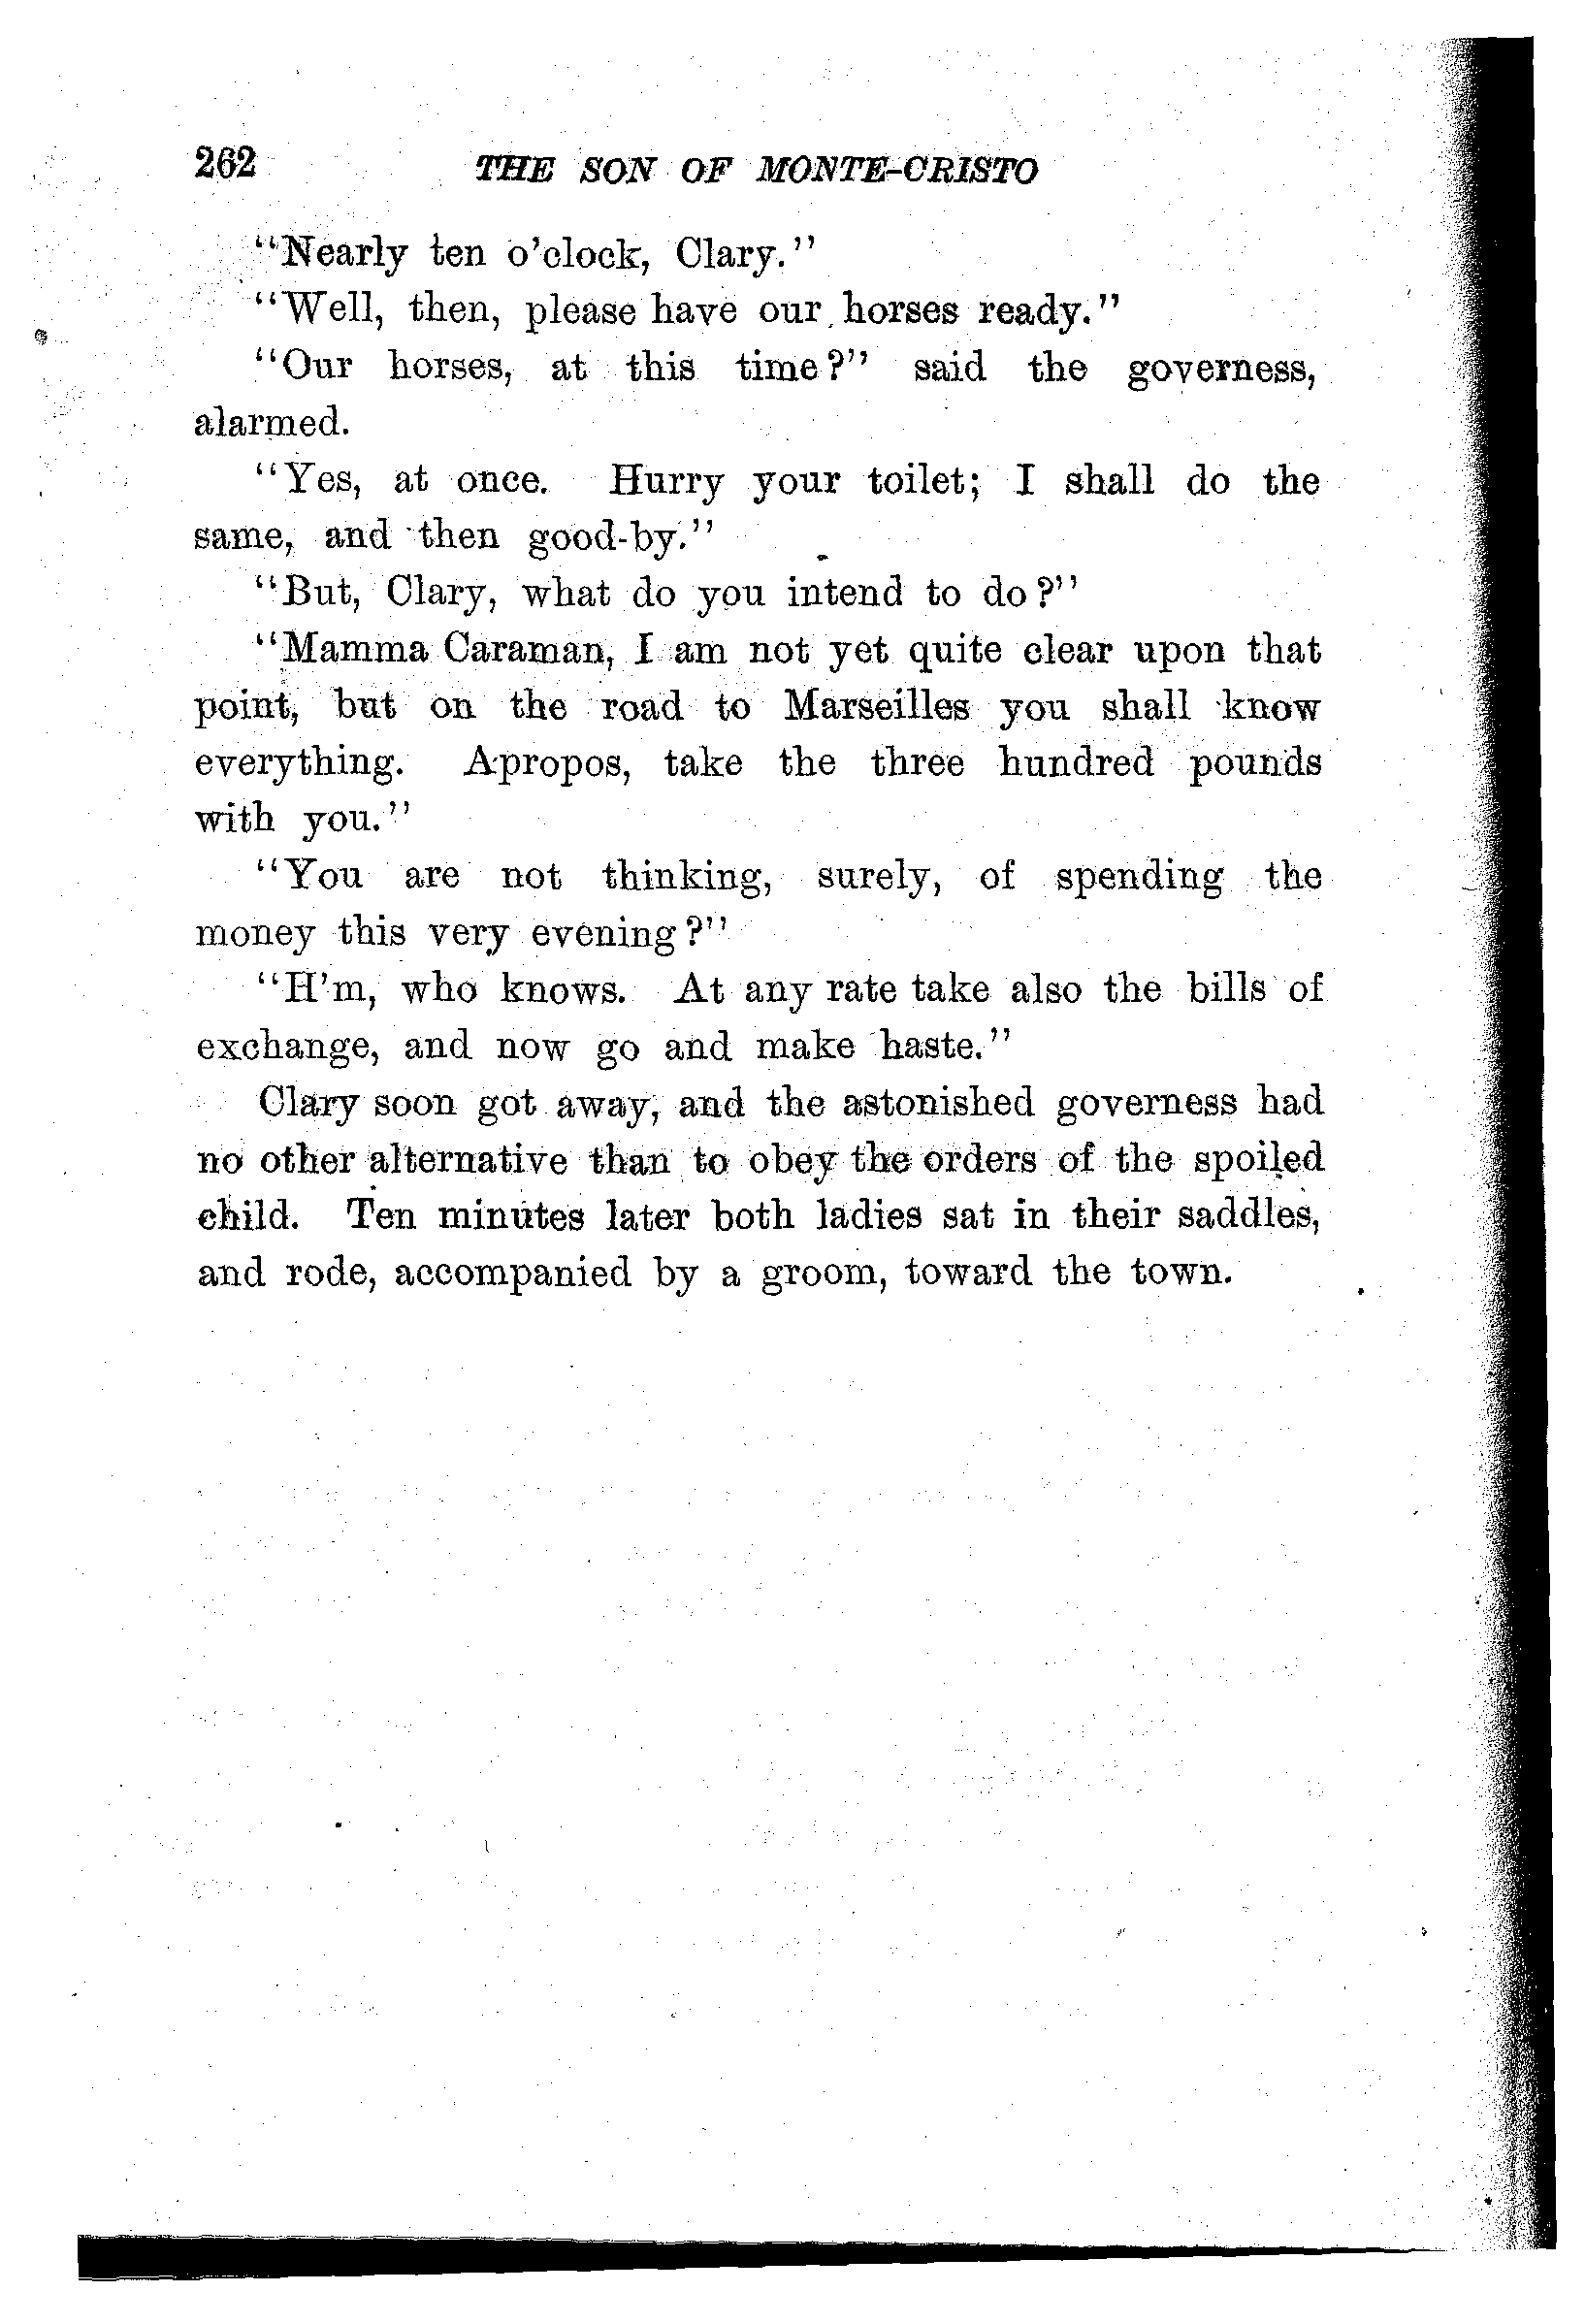 262 THE SON OF MONTE-CRISTO
"Nearly ten o'clock, Clary."
"Well, then, please have our horses ready."
"Our horses, at this time?" said the governess,
alarmed.
"Yes, at once. Hurry your toilet; I shall do the
same, and then good-by."
"But, Clary, what do you intend to do?"
"Mamma Caraman, I am not yet quite clear upon that
point, but on the road to Marseilles you shall know
everything. Apropos, take the three hundred pounds
with you."
"You are not thinking, surely, of spending the
money this very evening?"
"H'm, who knows. At any rate take also the bills of
exchange, and now go and make haste."
Clary soon got away, and the astonished governess had
no other alternative than to obey the orders of the spoiled
child. Ten minutes later both ladies sat in their saddles,
and rode, accompanied by a groom, toward the town.